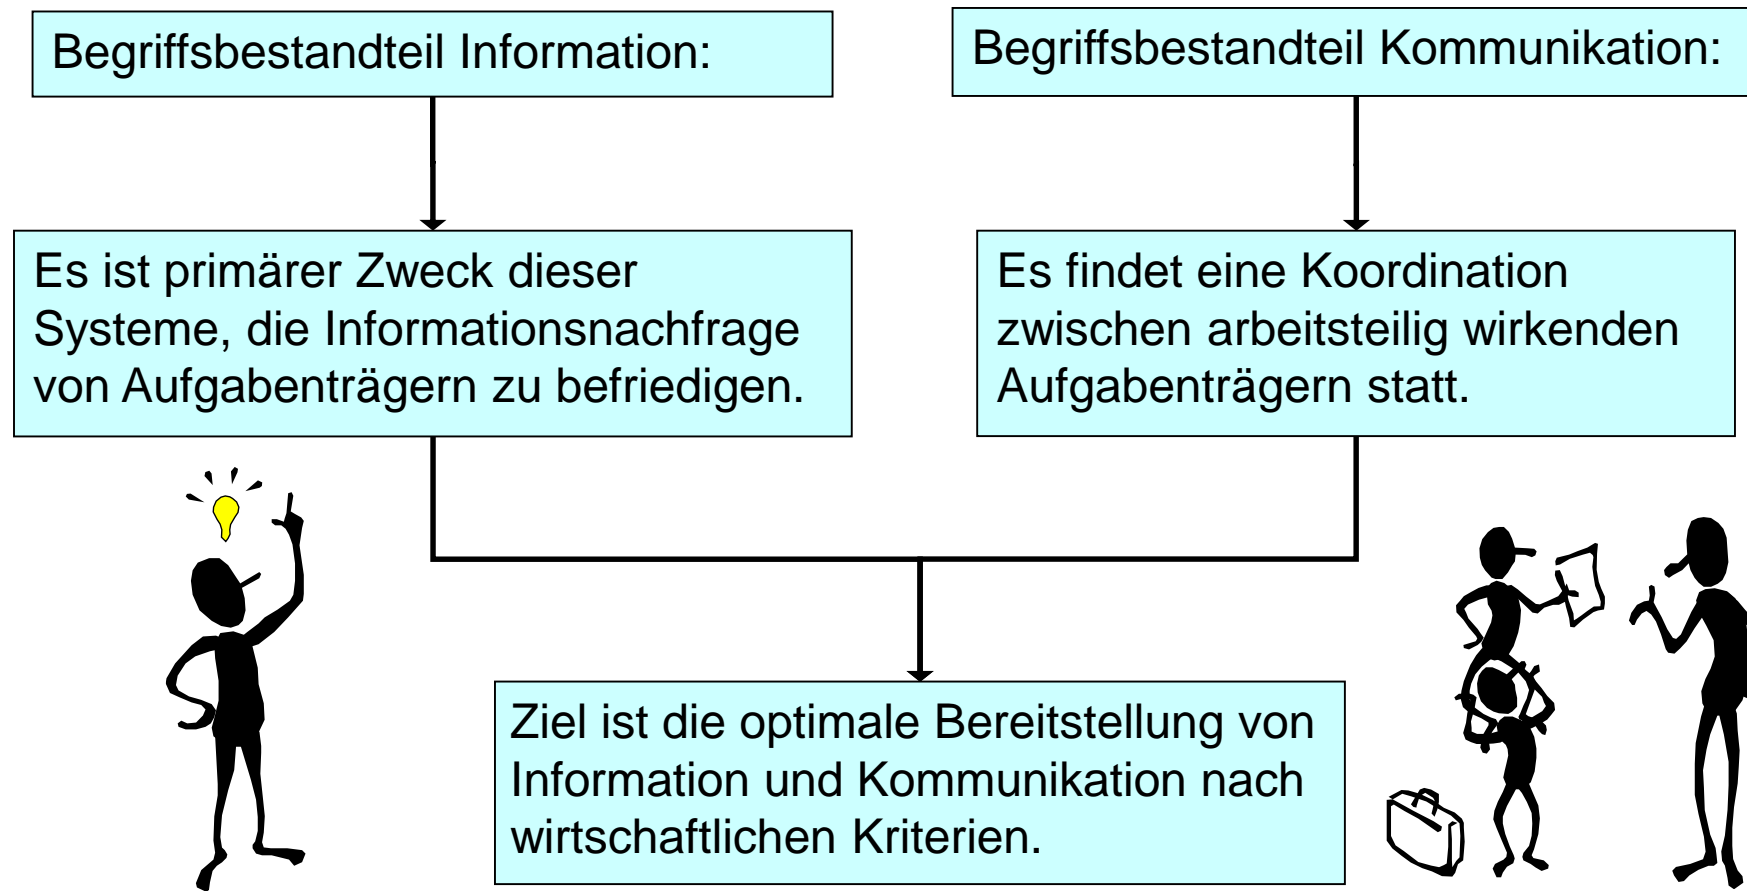 Begriffsbestandteil Information:
Begriffsbestandteil Kommunikation:
Es ist primärer Zweck dieser
Systeme, die Informationsnachfrage
von Aufgabenträgern zu befriedigen.
Es findet eine Koordination
zwischen arbeitsteilig wirkenden
Aufgabenträgern statt.
Ziel ist die optimale Bereitstellung von
Information und Kommunikation nach
wirtschaftlichen Kriterien.